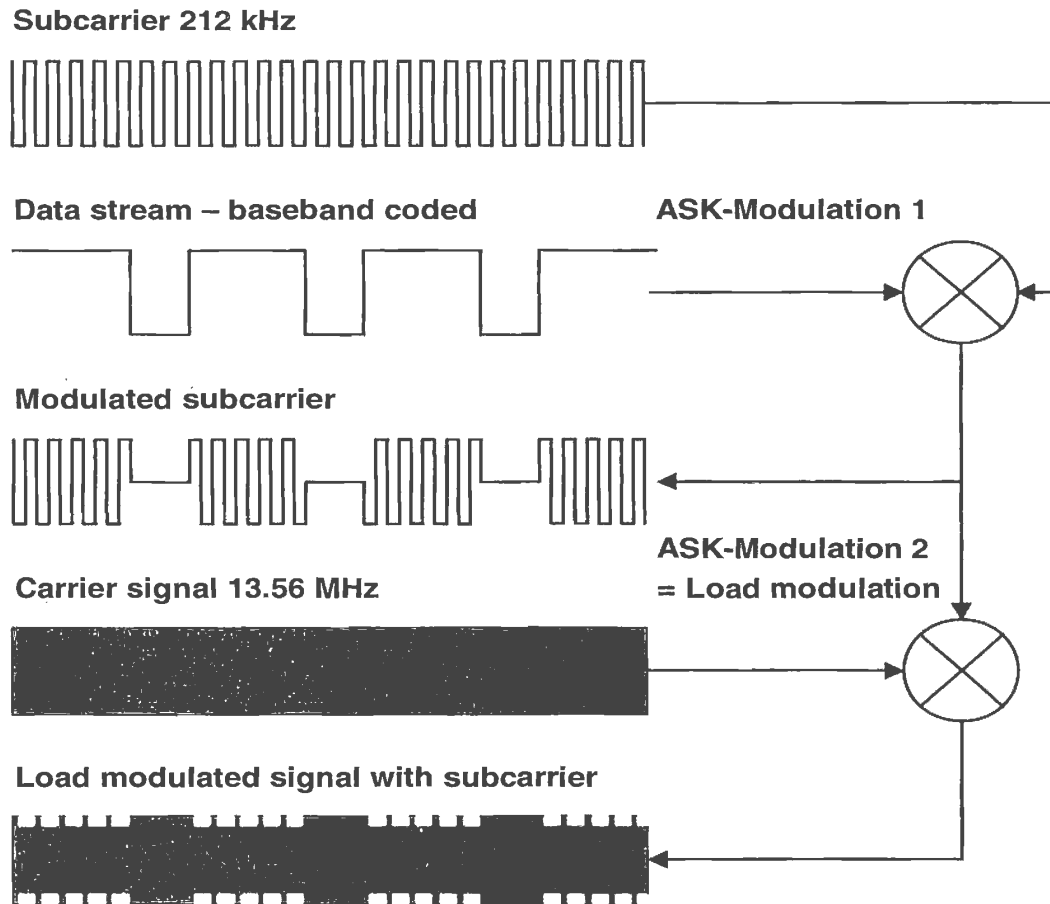 Subcarrier 212 kHz
Data stream – baseband coded
ASK-Modulation 1
Modulated subcarrier
ASK-Modulation 2
= Load modulation
Carrier signal 13.56 MHz
Load modulated signal with subcarrier